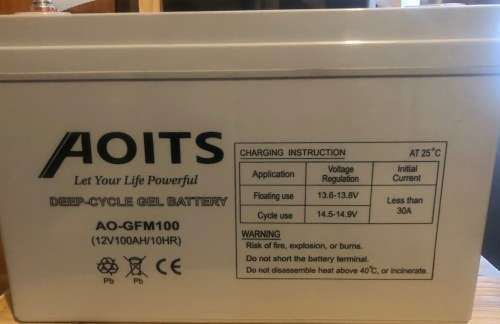 AOITS
Let Your Life Powerful
DEEP-CYCLE GEL BATTERY
AO-GFM100
(12V100AH/10HR)
Pb Pb
CHARGING INSTRUCTION AT 25°C
Application Voltage Regulation Initial Current
Floating use 13.6-13.8V Less than 30A
Cycle use 14.5-14.9V
WARNING
Risk of fire, explosion, or burns.
Do not short the battery terminal.
Do not disassemble heat above 40°C, or incinerate.